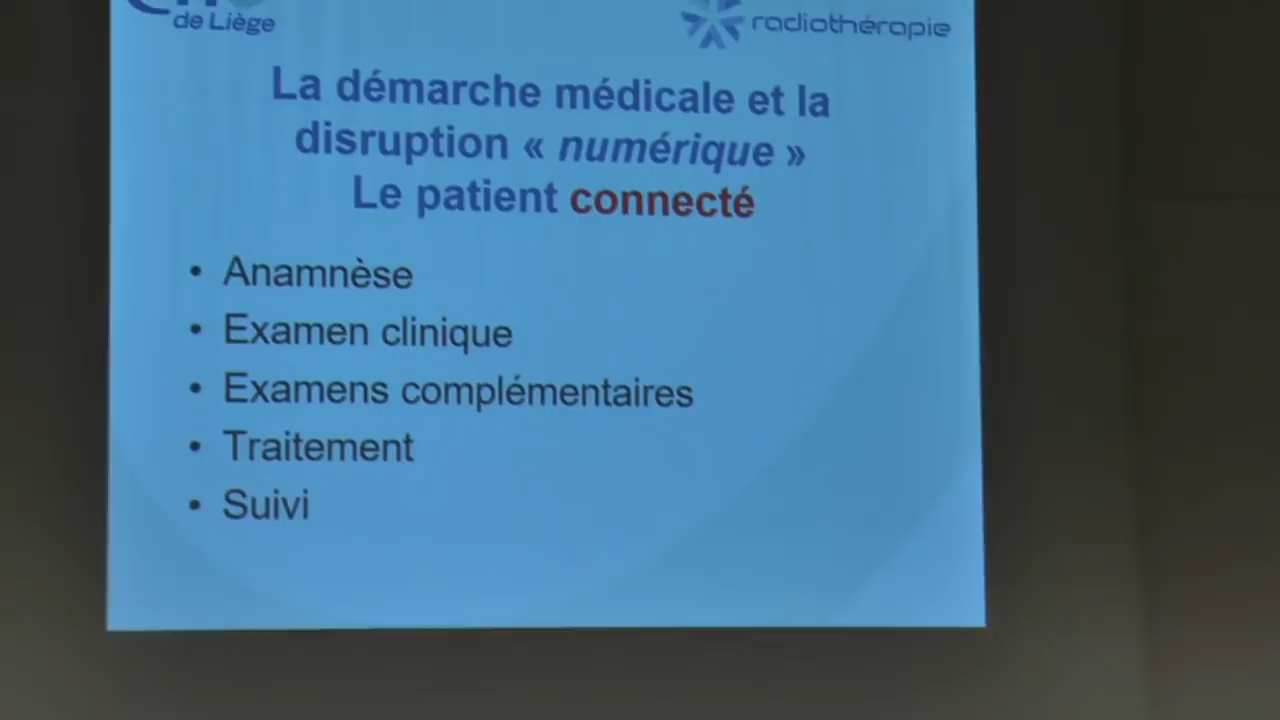 de Liège
radiothérapie
La démarche médicale et la
disruption « numérique »
Le patient connecté
• Anamnèse
• Examen clinique
• Examens complémentaires
• Traitement
• Suivi